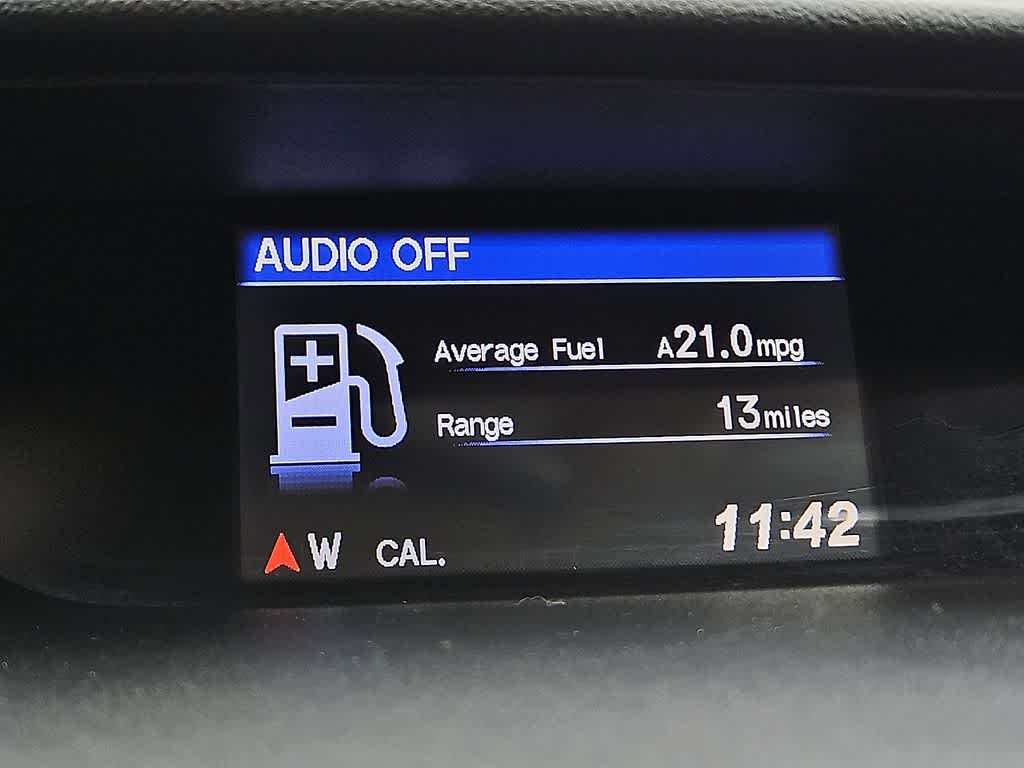 AUDIO OFF
Average Fuel A21.0mpg
Range 13miles
W CAL. 11:42